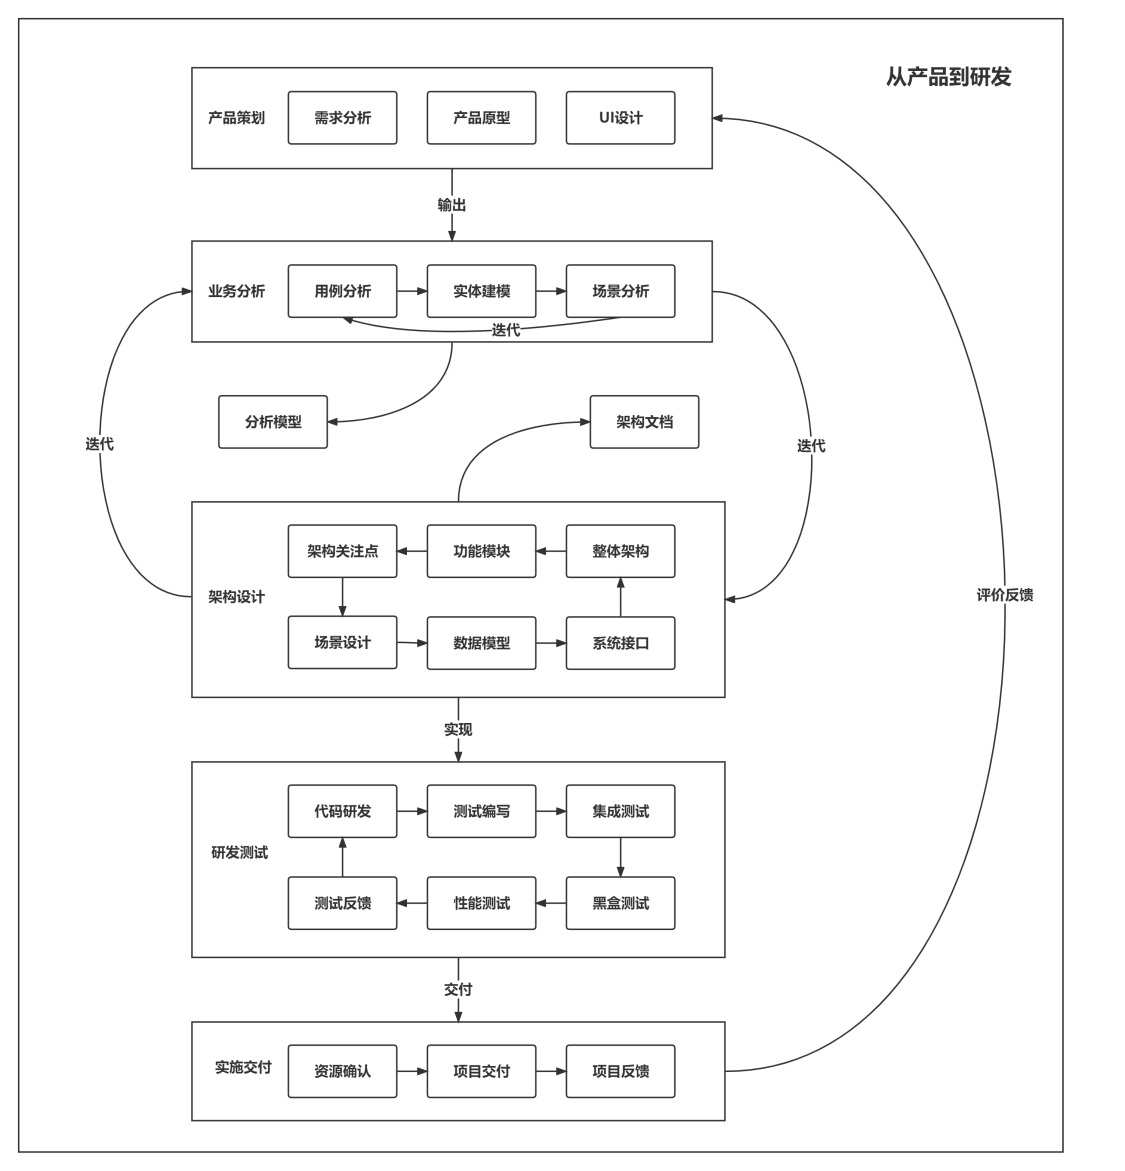 从产品到研发
产品策划
需求分析
产品原型
UI设计
输出
业务分析
用例分析
实体建模
场景分析
迭代
分析模型
架构文档
迭代
迭代
架构关注点
功能模块
整体架构
架构设计
场景设计
数据模型
系统接口
评价反馈
实现
代码研发
测试编写
集成测试
研发测试
测试反馈
性能测试
黑盒测试
交付
实施交付
资源确认
项目交付
项目反馈